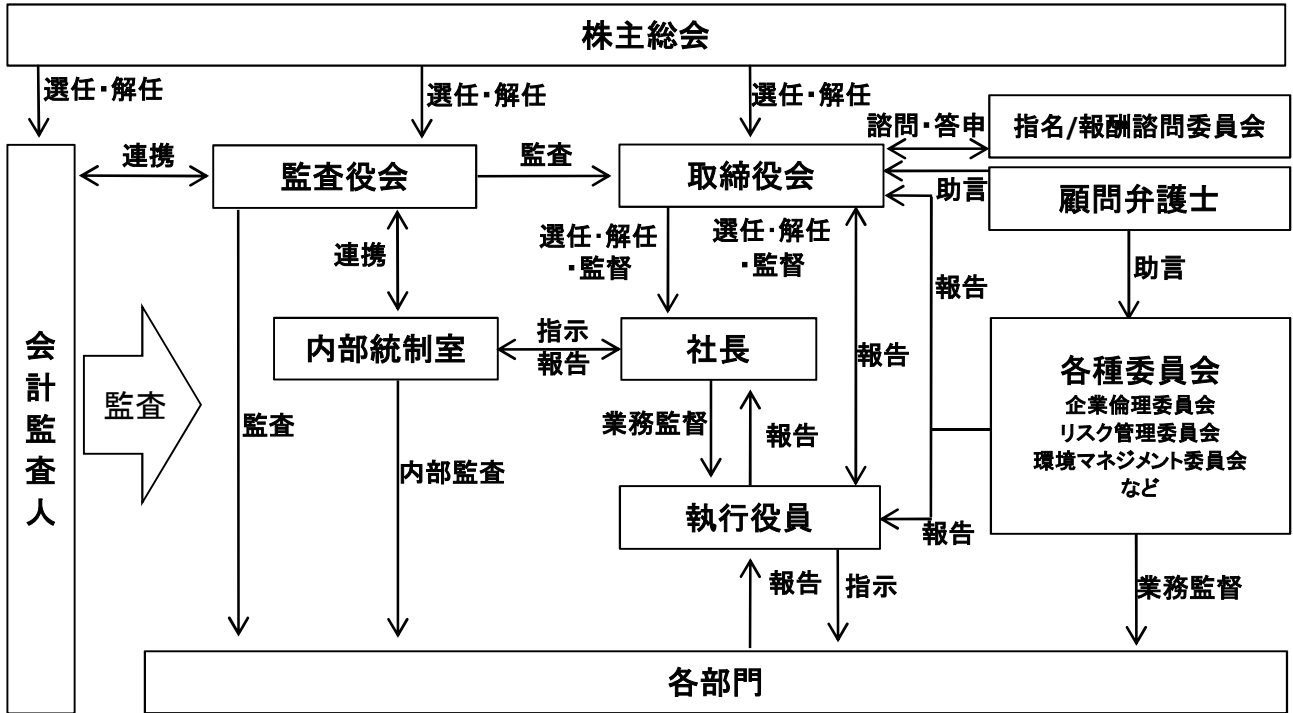 株主総会
選任・解任
選任・解任
選任・解任
諮問・答申
指名/報酬諮問委員会
連携
監査役会
監査
取締役会
助言
顧問弁護士
選任・解任
・監督
選任・解任
・監督
連携
報告
助言
会計監査人
監査
内部統制室
指示
報告
社長
報告
各種委員会
企業倫理委員会
リスク管理委員会
環境マネジメント委員会
など
監査
内部監査
業務監督
報告
執行役員
報告
報告
指示
業務監督
各部門